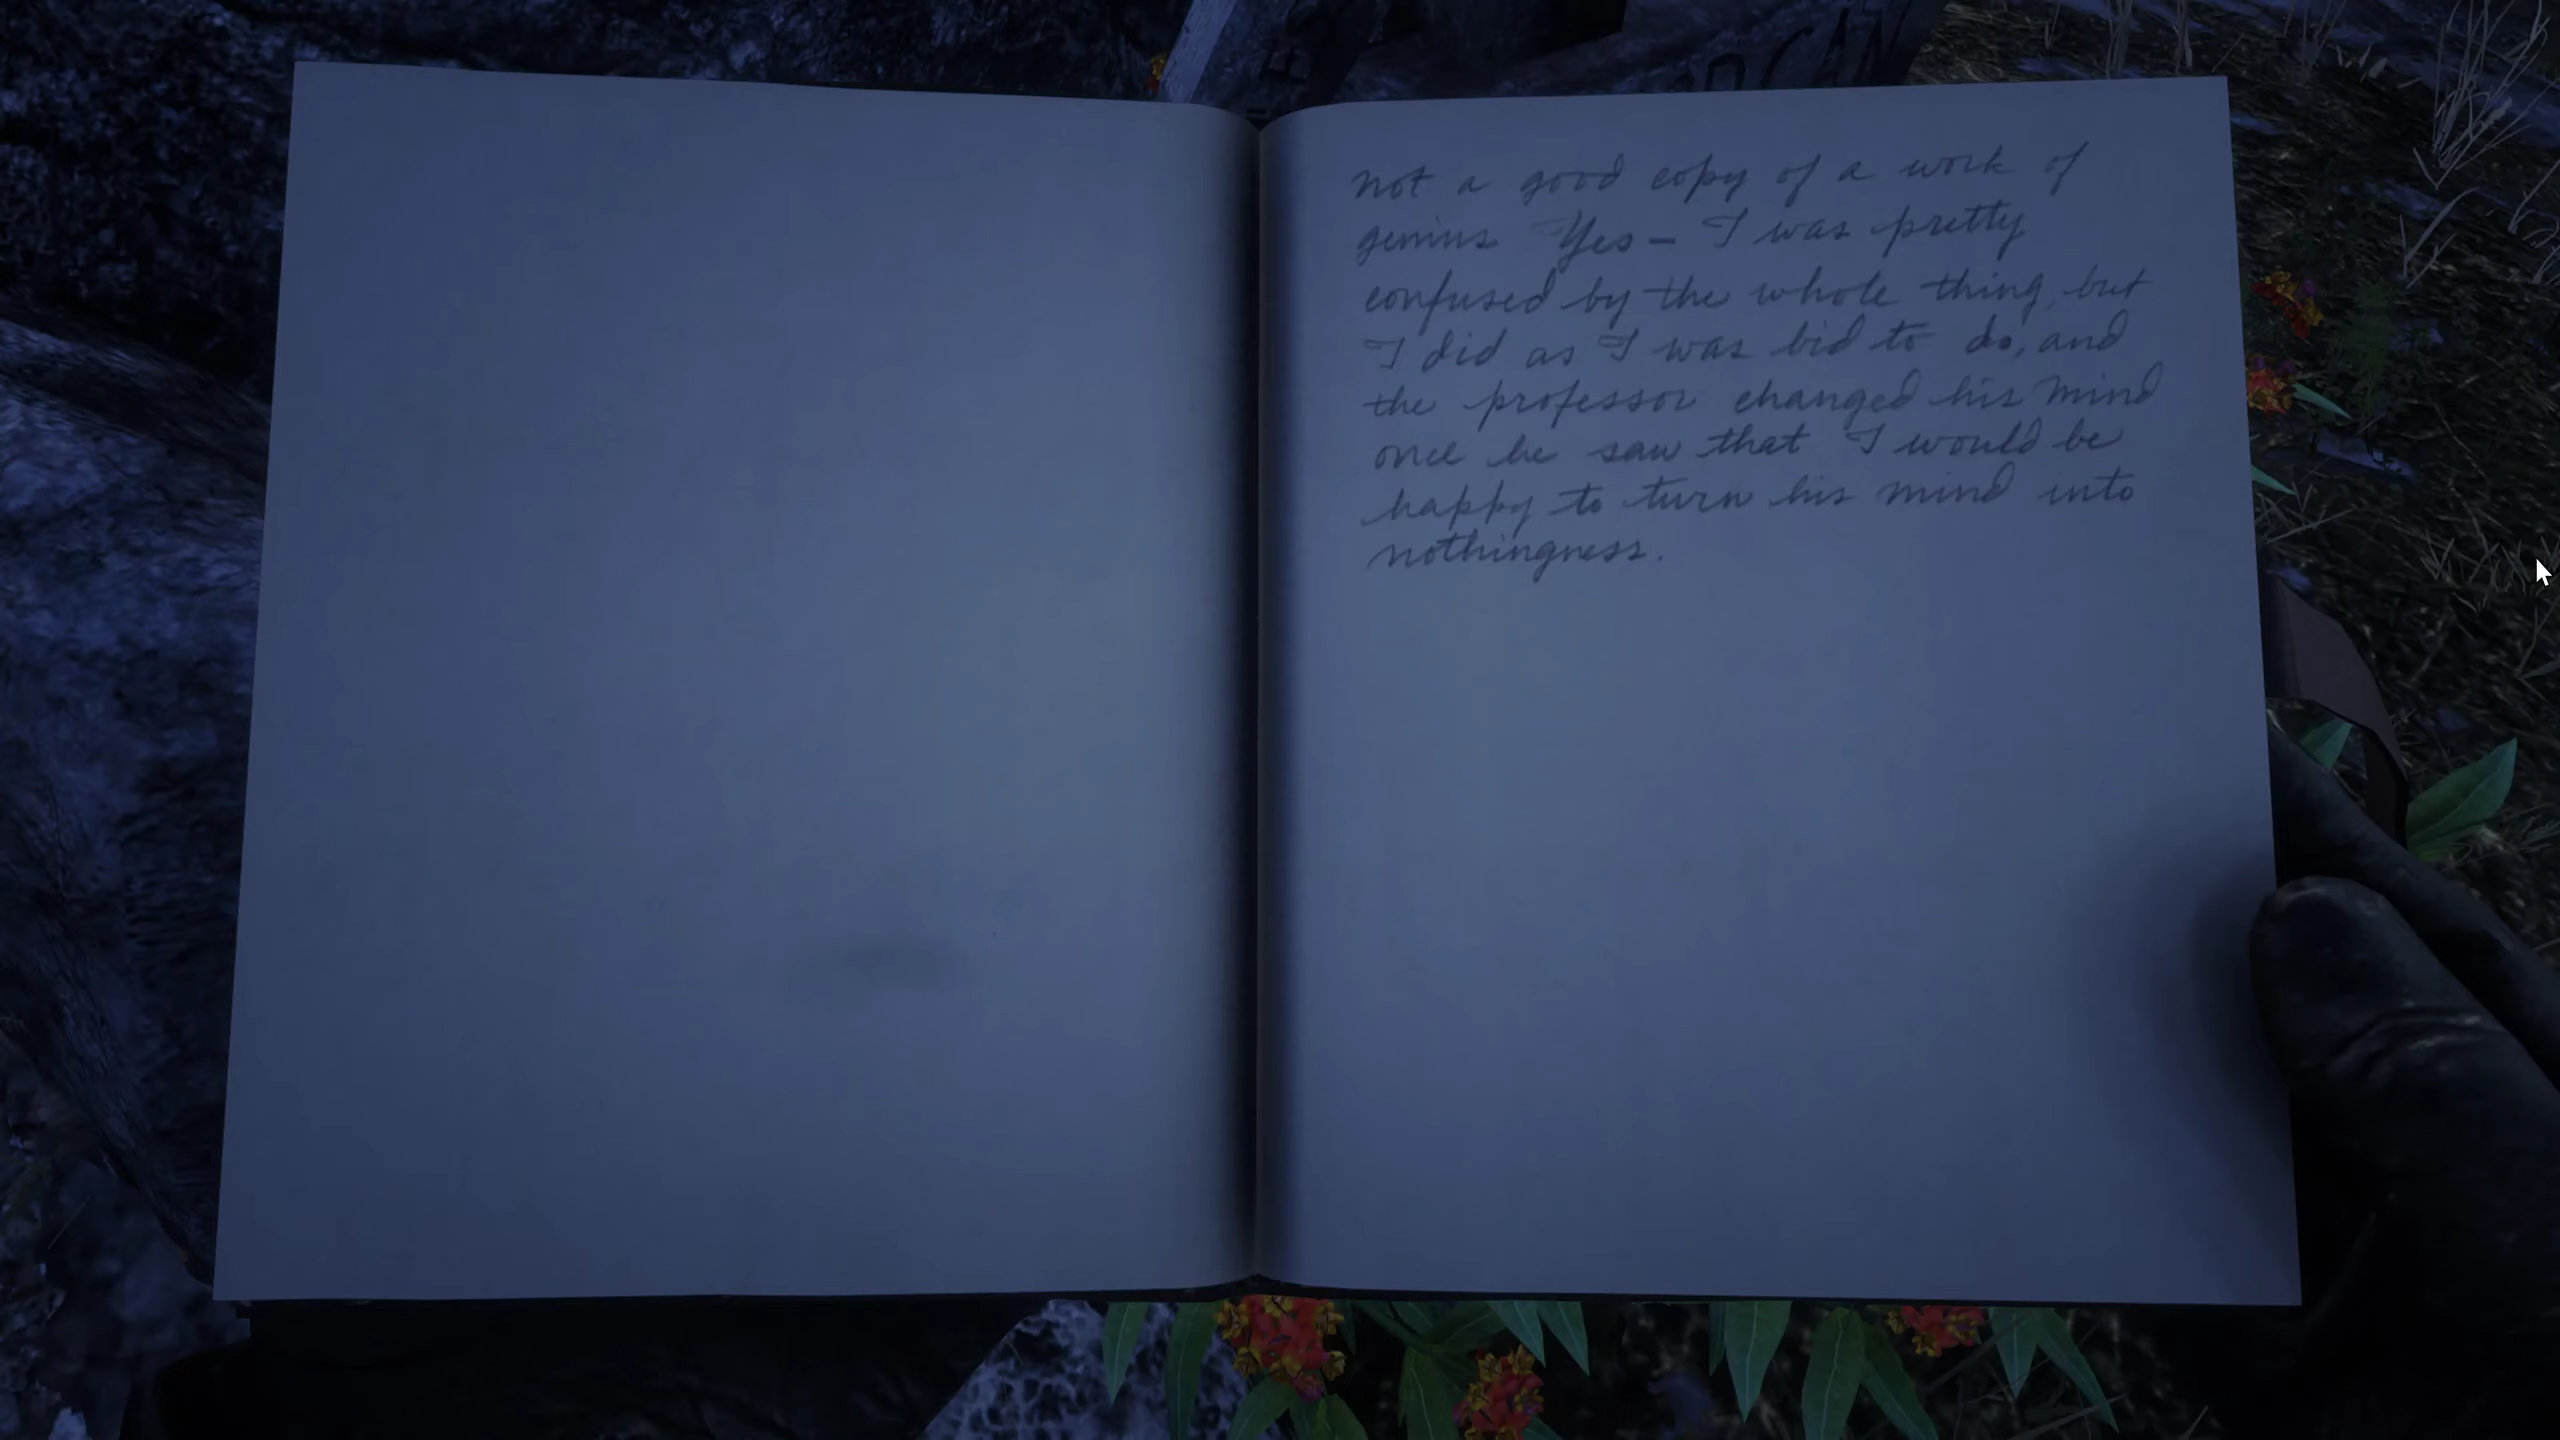 not a good copy of a work of
genius Yes - I was pretty
confused by the whole thing, but
I did as I was bid to do, and
the professor changed his mind
once he saw that I would be
happy to turn his mind into
nothingness.